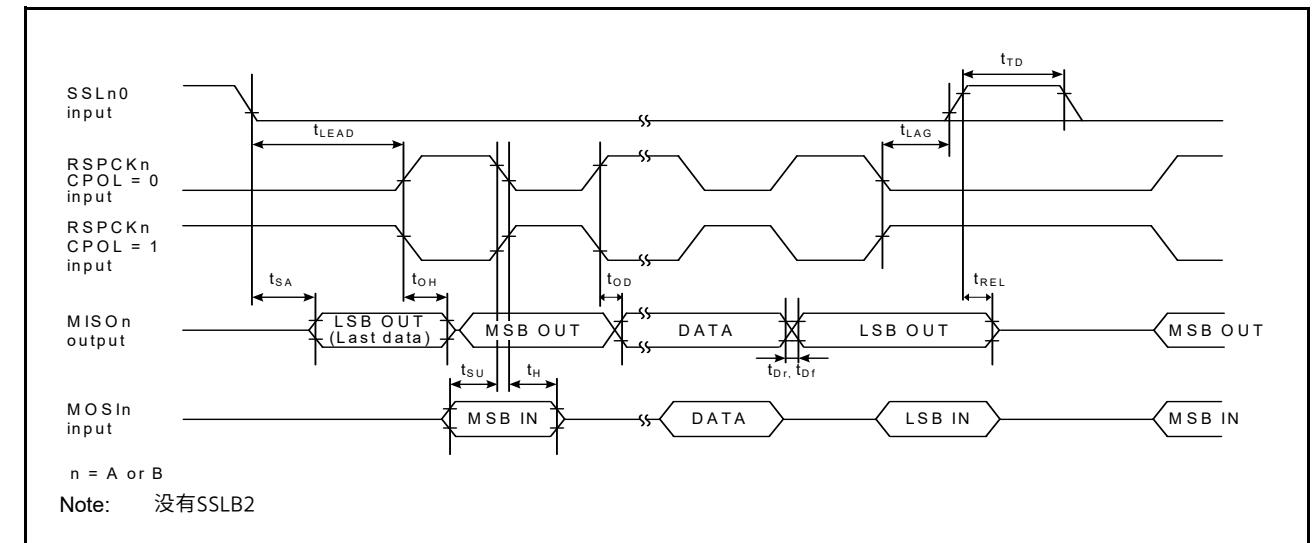 tTD
SSLn0
input
tLEAD
tLAG
RSPCKn
CPOL = 0
input
RSPCKn
CPOL = 1
input
tSA
tOH
tOD
tREL
MISOn
output
LSB OUT
(Last data)
MSB OUT
DATA
LSB OUT
MSB OUT
tDr, tDf
tSU
tH
MOSIn
input
MSB IN
DATA
LSB IN
MSB IN
n = A or B
Note: 没有SSLB2